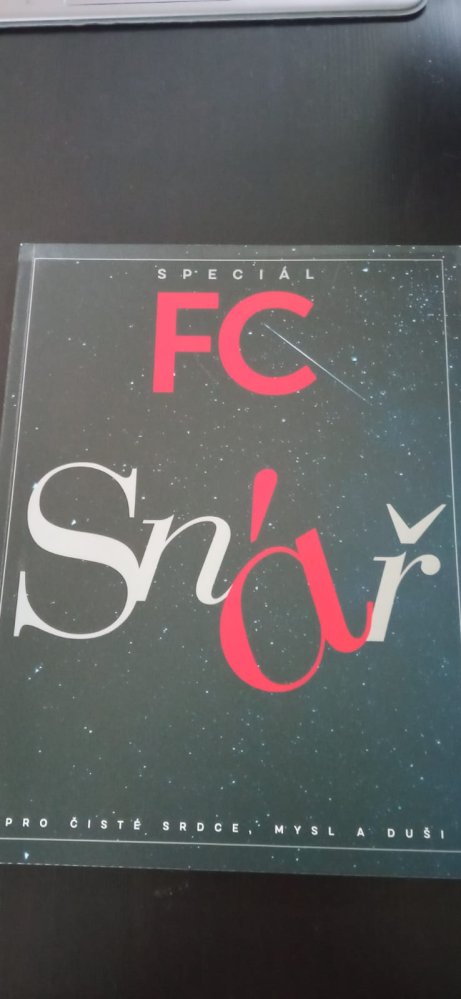 SPECIÁL
FC
Snář
PRO ČISTÉ SRDCE, MYSL A DUŠI